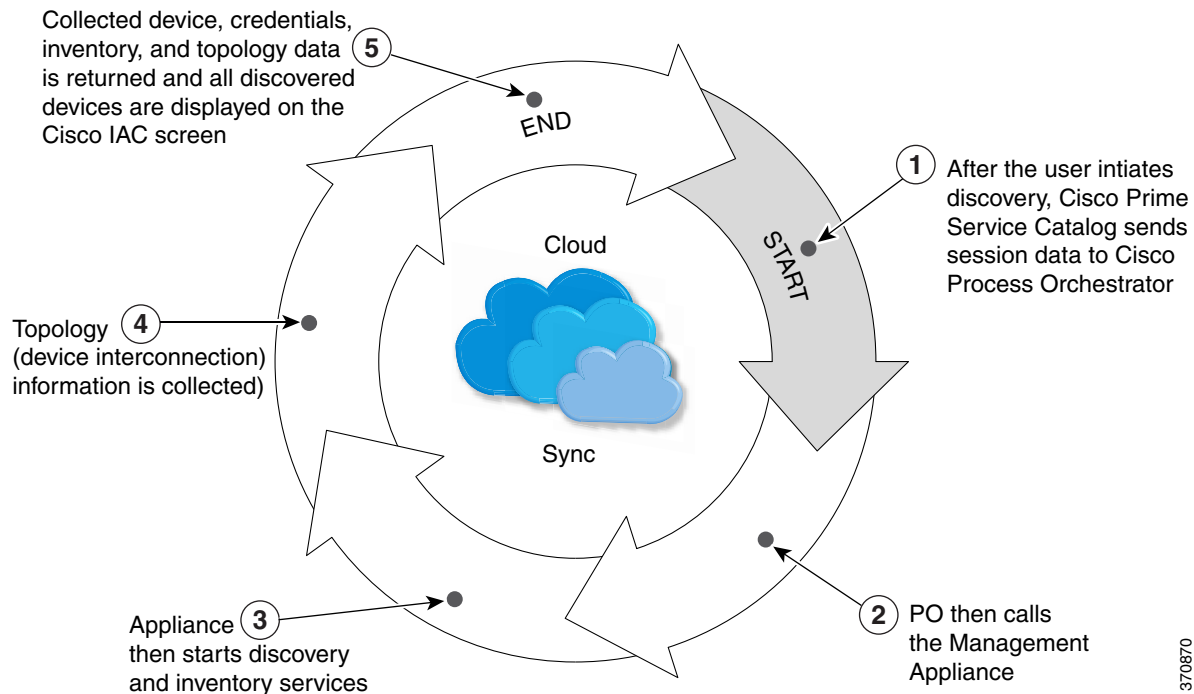 Collected device, credentials,
inventory, and topology data
is returned and all discovered
devices are displayed on the
Cisco IAC screen
5
END
1
After the user intiates
discovery, Cisco Prime
Service Catalog sends
session data to Cisco
Process Orchestrator
START
Cloud
Sync
Topology
(device interconnection)
information is collected)
4
Appliance
then starts discovery
and inventory services
3
2
PO then calls
the Management
Appliance
370870